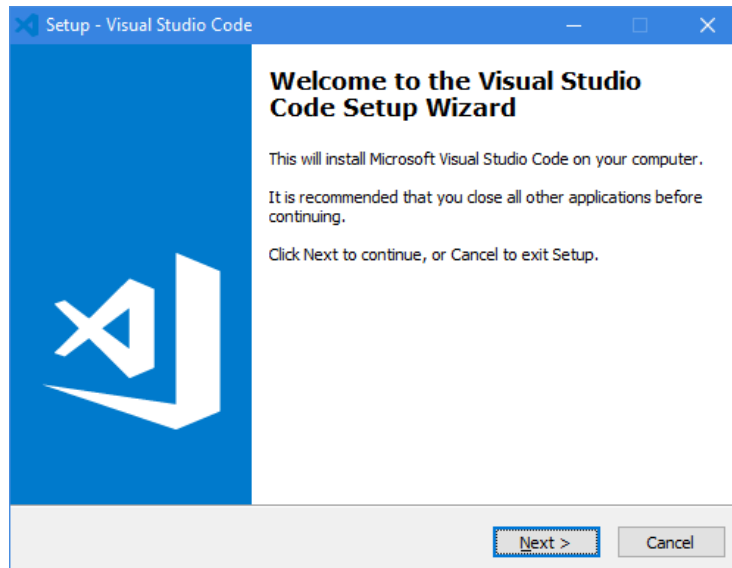 Setup - Visual Studio Code
Welcome to the Visual Studio
Code Setup Wizard
This will install Microsoft Visual Studio Code on your computer.
It is recommended that you close all other applications before
continuing.
Click Next to continue, or Cancel to exit Setup.
Next >
Cancel